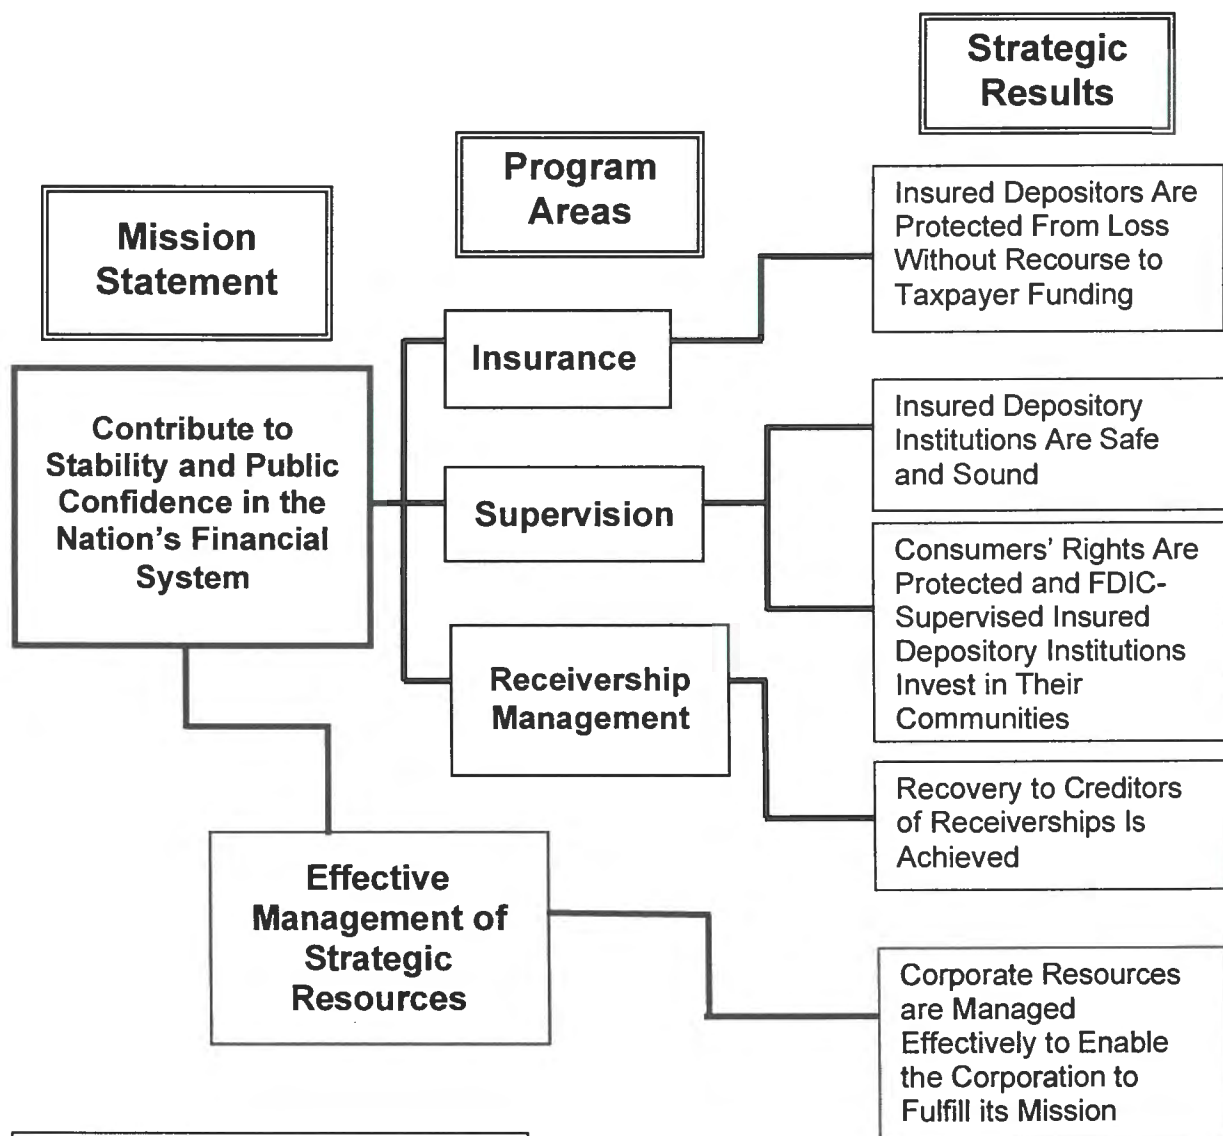 Strategic
Results
Program
Areas
Mission
Statement
Insured Depositors Are
Protected From Loss
Without Recourse to
Taxpayer Funding
Insurance
Contribute to
Stability and Public
Confidence in the
Nation's Financial
System
Insured Depository
Institutions Are Safe
and Sound
Supervision
Consumers' Rights Are
Protected and FDIC-
Supervised Insured
Depository Institutions
Invest in Their
Communities
Receivership
Management
Recovery to Creditors
of Receiverships Is
Achieved
Effective
Management of
Strategic
Resources
Corporate Resources
are Managed
Effectively to Enable
the Corporation to
Fulfill its Mission